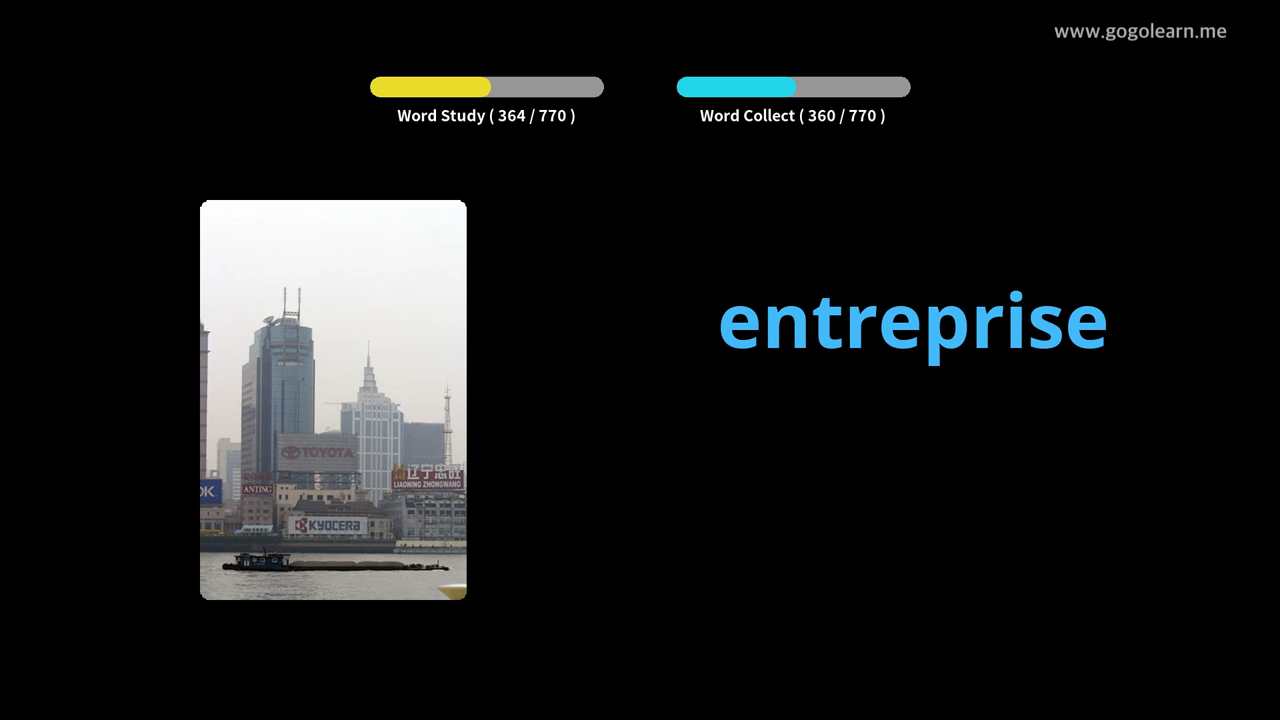 www.gogolearn.me
Word Study ( 364 / 770 )
Word Collect ( 360 / 770 )
entreprise
TOYOTA
辽宁忠旺
LIAONING ZHONGWANG
OK
ANTING
KYOCERA